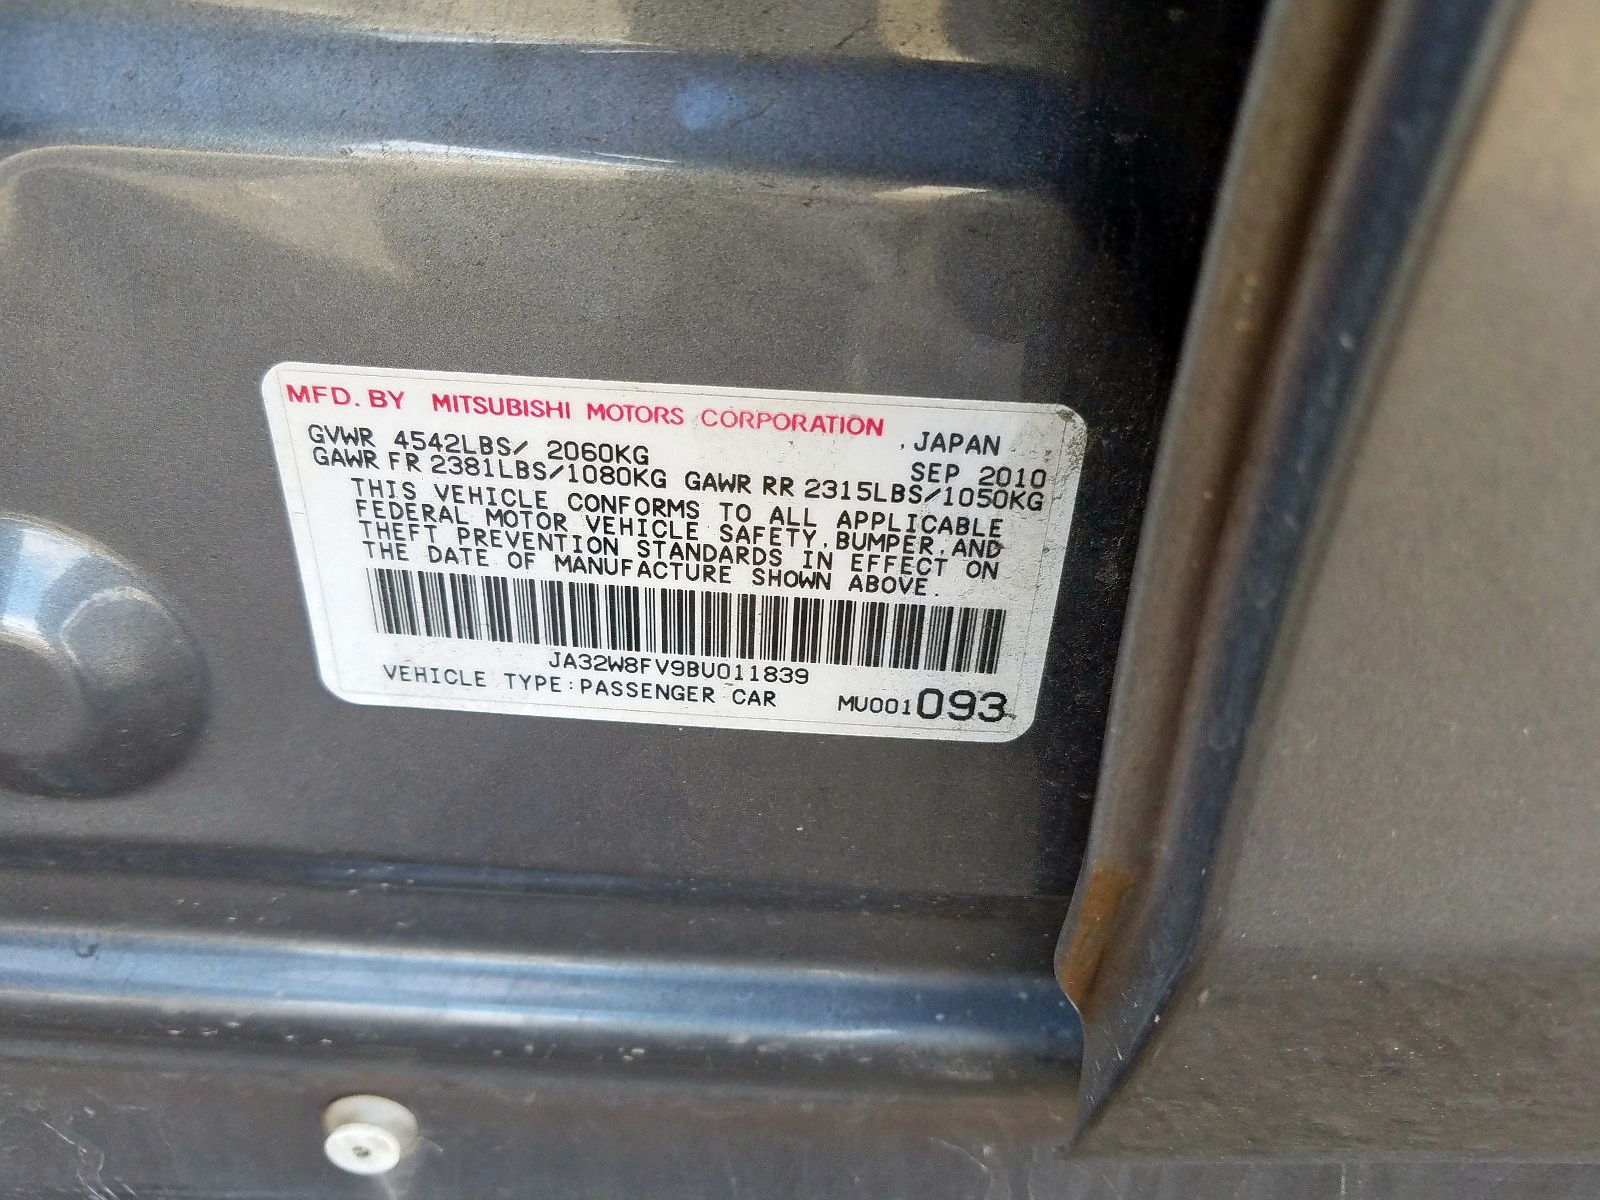 MFD. BY MITSUBISHI MOTORS CORPORATION , JAPAN
GVWR 4542LBS/ 2060KG SEP 2010
GAWR FR 2381LBS/1080KG GAWR RR 2315LBS/1050KG
THIS VEHICLE CONFORMS TO ALL APPLICABLE
FEDERAL MOTOR VEHICLE SAFETY, BUMPER, AND
THEFT PREVENTION STANDARDS IN EFFECT ON
THE DATE OF MANUFACTURE SHOWN ABOVE.
JA32W8FV9BU011839
VEHICLE TYPE:PASSENGER CAR MU001093